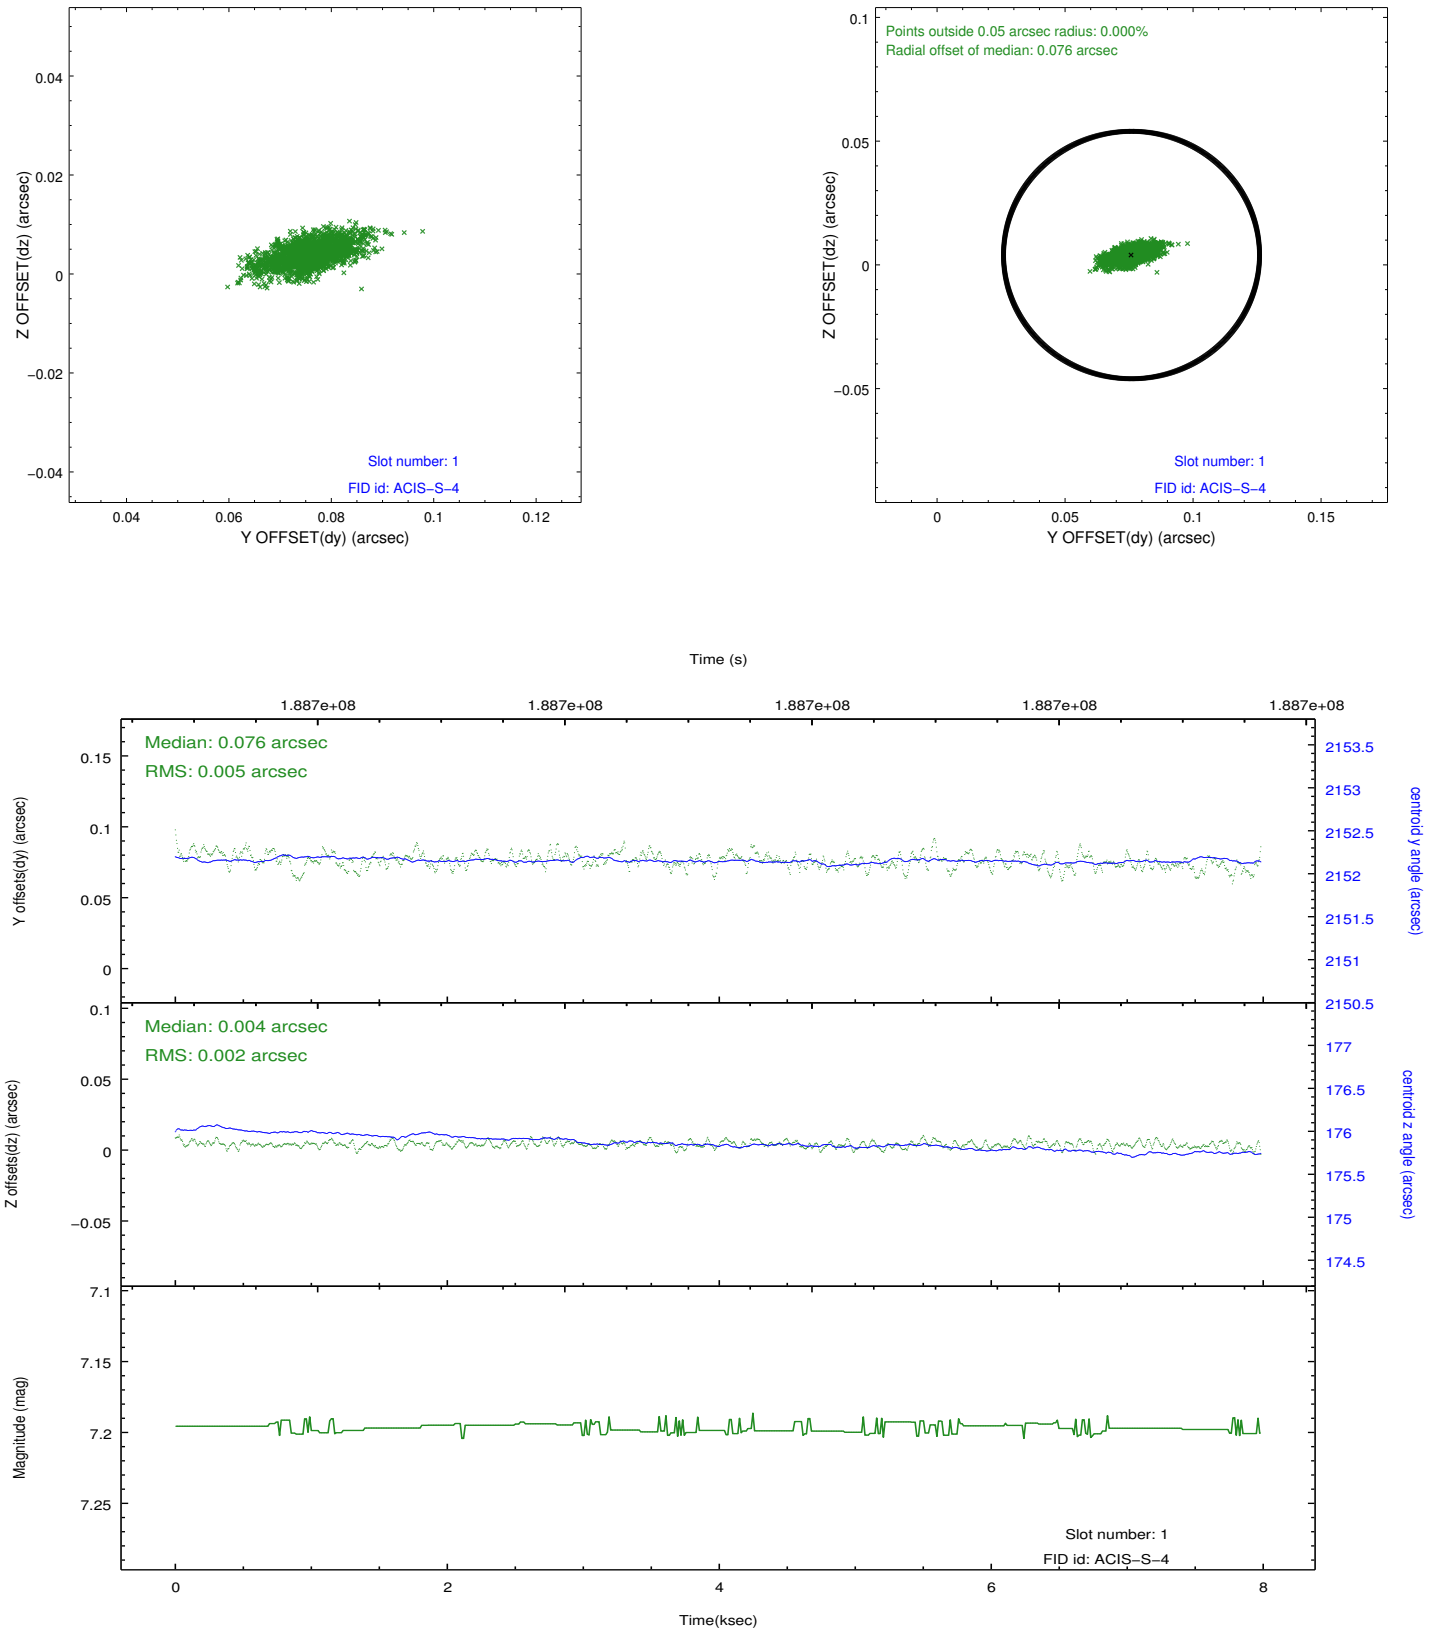 0.04
0.02
0
−0.02
−0.04
Z OFFSET(dz) (arcsec)
Slot number: 1
FID id: ACIS−S−4
0.04 0.06 0.08 0.1 0.12
Y OFFSET(dy) (arcsec)
Points outside 0.05 arcsec radius: 0.000%
Radial offset of median: 0.076 arcsec
0.1
0.05
0
−0.05
Z OFFSET(dz) (arcsec)
Slot number: 1
FID id: ACIS−S−4
0 0.05 0.1 0.15
Y OFFSET(dy) (arcsec)
Time (s)
1.887e+08 1.887e+08 1.887e+08 1.887e+08 1.887e+08
Median: 0.076 arcsec
RMS: 0.005 arcsec
0.15
0.1
0.05
0
Y offsets(dy) (arcsec)
2153.5
2153
2152.5
2152
2151.5
2151
2150.5
centroid y angle (arcsec)
Median: 0.004 arcsec
RMS: 0.002 arcsec
0.1
0.05
0
−0.05
Z offsets(dz) (arcsec)
177
176.5
176
175.5
175
174.5
centroid z angle (arcsec)
7.1
7.15
7.2
7.25
Magnitude (mag)
Slot number: 1
FID id: ACIS−S−4
0 2 4 6 8
Time(ksec)